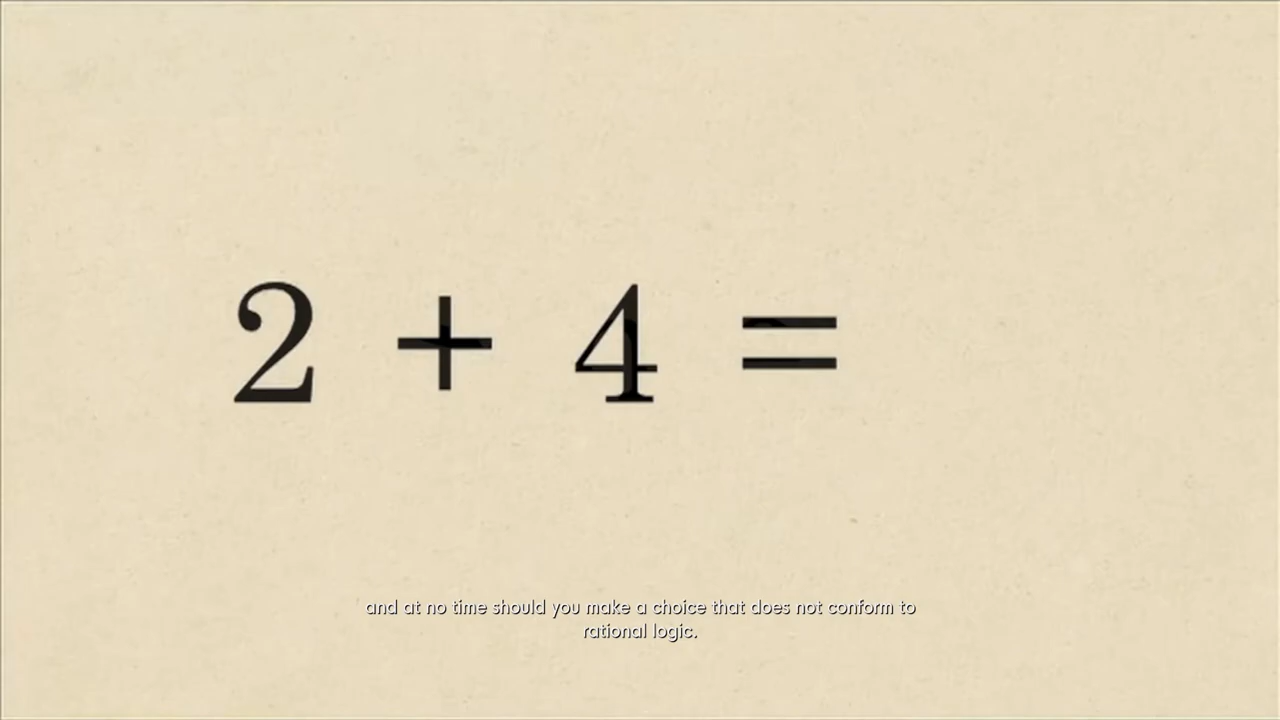 2 + 4 =
and at no time should you make a choice that does not conform to
rational logic.